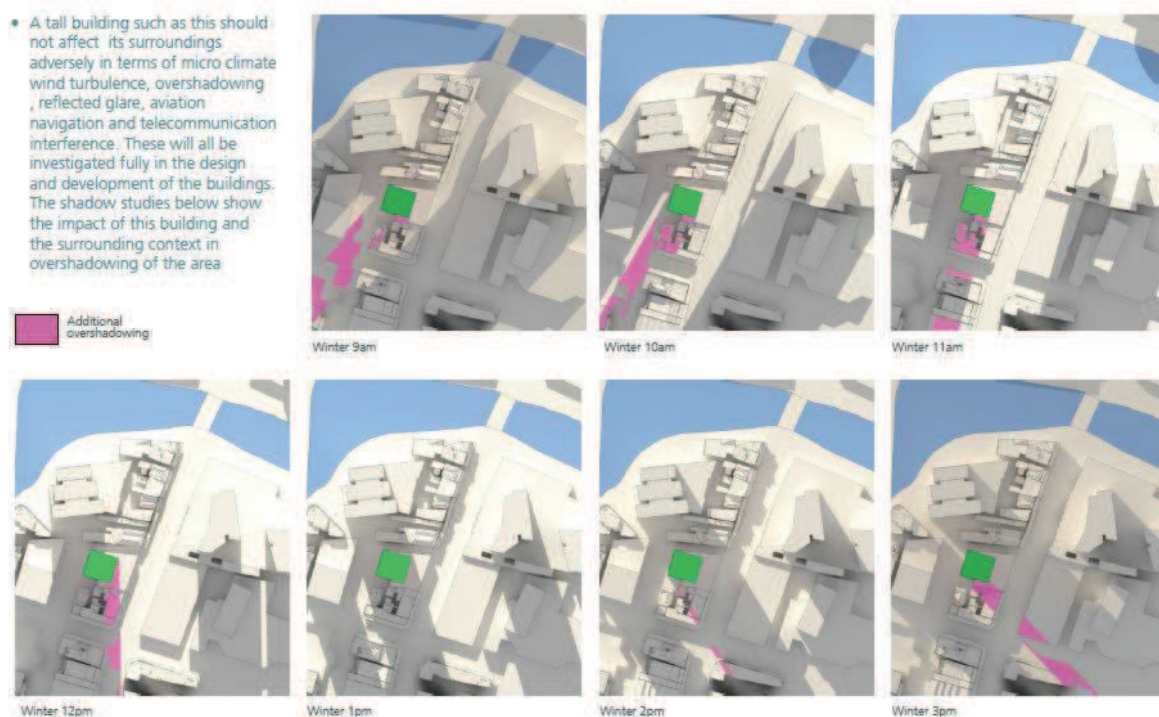 • A tall building such as this should
not affect its surroundings
adversely in terms of micro climate
wind turbulence, overshadowing
, reflected glare, aviation
navigation and telecommunication
interference. These will all be
investigated fully in the design
and development of the buildings.
The shadow studies below show
the impact of this building and
the surrounding context in
overshadowing of the area
Additional
overshadowing
Winter 9am
Winter 10am
Winter 11am
Winter 12pm
Winter 1pm
Winter 2pm
Winter 3pm